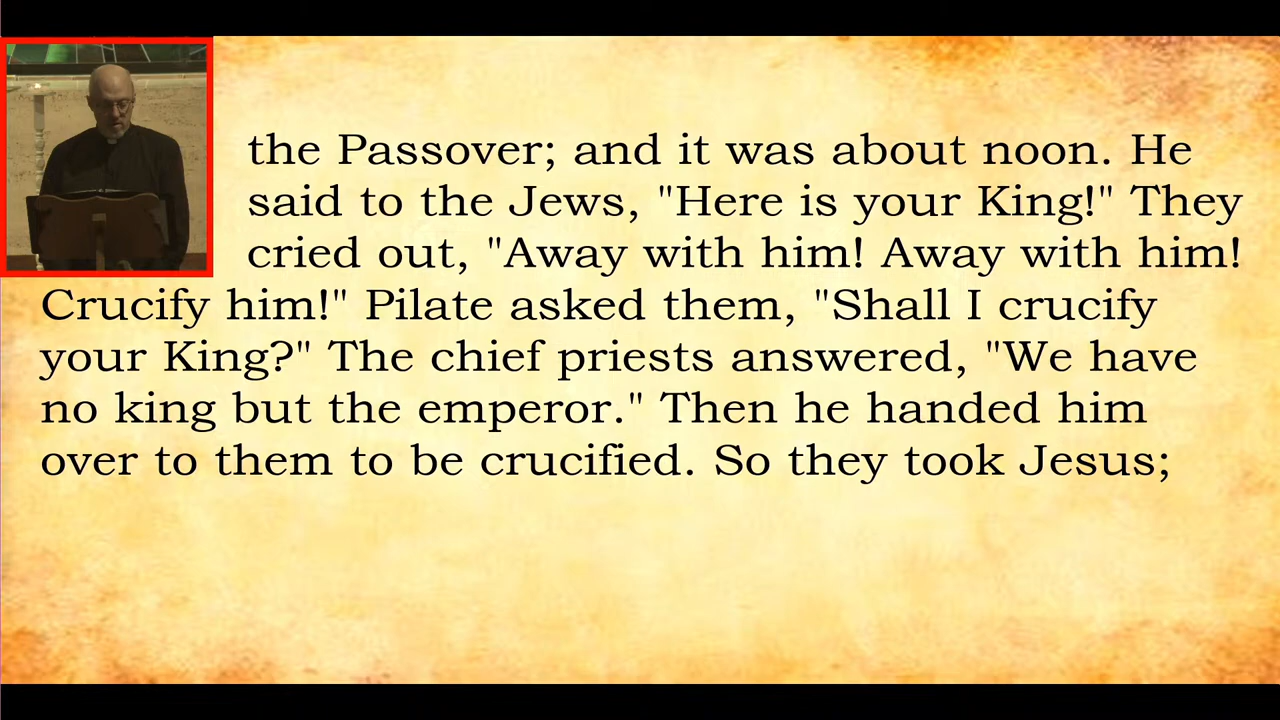 the Passover; and it was about noon. He
said to the Jews, "Here is your King!" They
cried out, "Away with him! Away with him!
Crucify him!" Pilate asked them, "Shall I crucify
your King?" The chief priests answered, "We have
no king but the emperor." Then he handed him
over to them to be crucified. So they took Jesus;